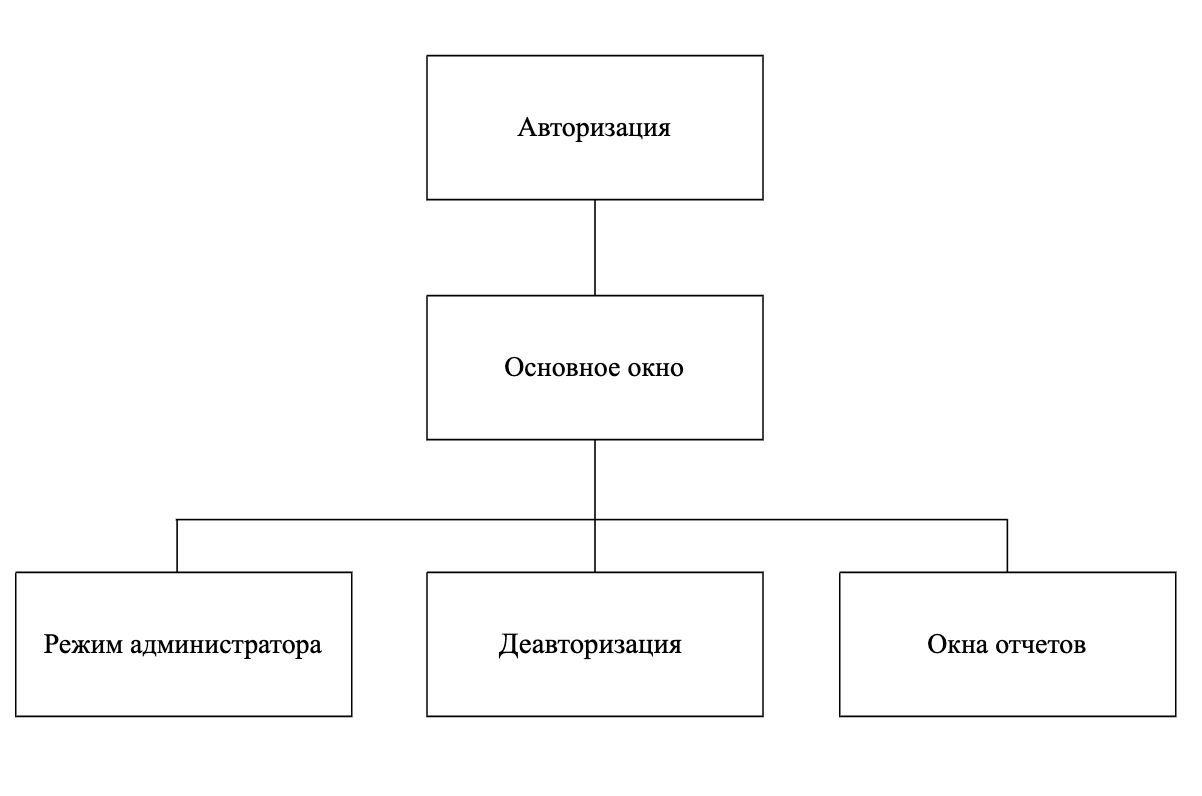 Авторизация
Основное окно
Режим администратора
Деавторизация
Окна отчетов